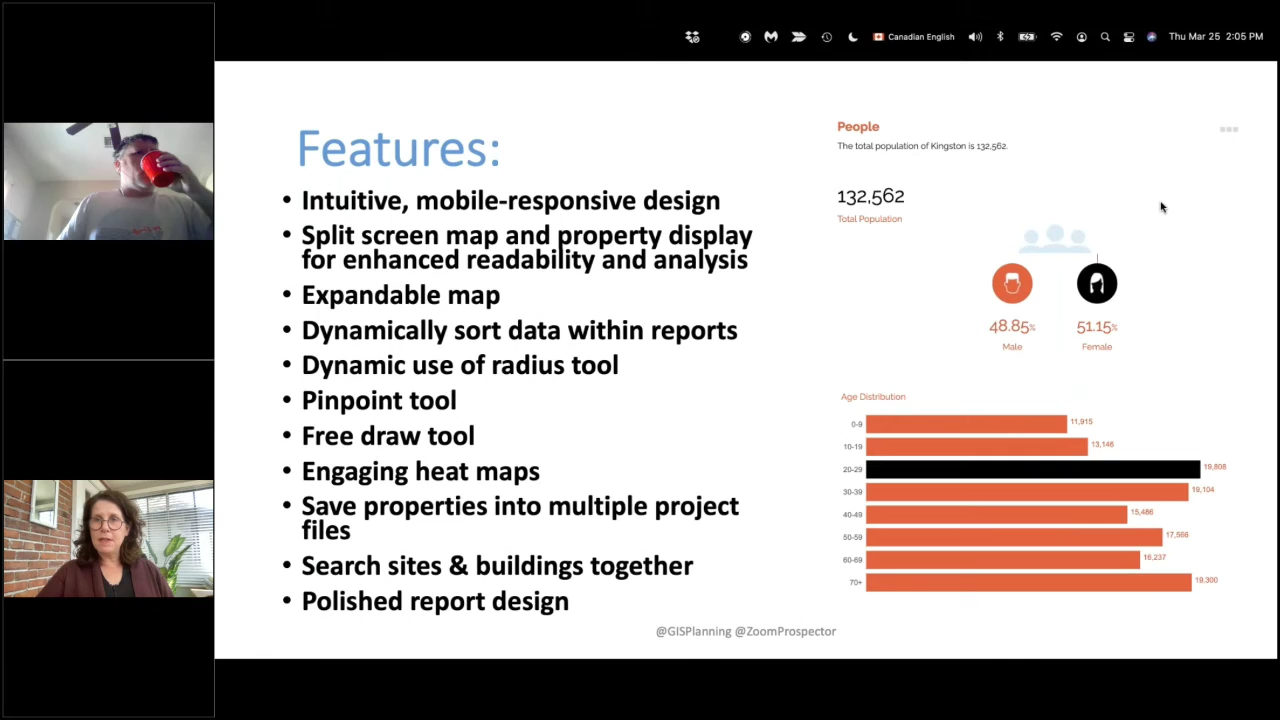 Canadian English
Thu Mar 25 2:05 PM
Features:
• Intuitive, mobile-responsive design
• Split screen map and property display
for enhanced readability and analysis
• Expandable map
• Dynamically sort data within reports
• Dynamic use of radius tool
• Pinpoint tool
• Free draw tool
• Engaging heat maps
• Save properties into multiple project
files
• Search sites & buildings together
• Polished report design
People
The total population of Kingston is 132,562.
132,562
Total Population
48.85%
Male
51.15%
Female
Age Distribution
0-9 11,915
10-19 13,146
20-29 19,808
30-39 19,104
40-49 15,486
50-59 17,566
60-69 16,237
70+ 19,300
@GISPlanning @ZoomProspector